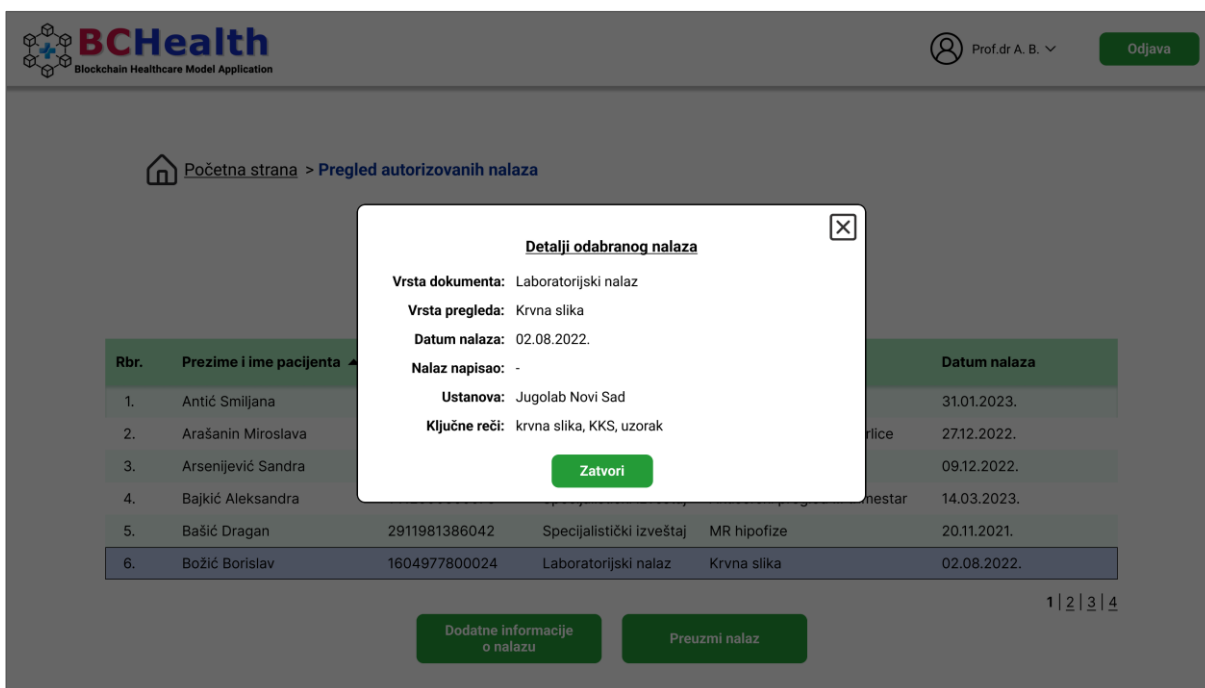 BCHealth
Blockchain Healthcare Model Application
Prof.dr A. B.
Odjava
Početna strana > Pregled autorizovanih nalaza
Detalji odabranog nalaza
Vrsta dokumenta: Laboratorijski nalaz
Vrsta pregleda: Krvna slika
Datum nalaza: 02.08.2022.
Nalaz napisao: -
Ustanova: Jugolab Novi Sad
Ključne reči: krvna slika, KKS, uzorak
Zatvori
Rbr. Prezime i ime pacijenta Datum nalaza
1. Antić Smiljana 31.01.2023.
2. Arašanin Miroslava 27.12.2022.
3. Arsenijević Sandra 09.12.2022.
4. Bajkić Aleksandra 14.03.2023.
5. Bašić Dragan 2911981386042 Specijalistički izveštaj MR hipofize 20.11.2021.
6. Božić Borislav 1604977800024 Laboratorijski nalaz Krvna slika 02.08.2022.
1 | 2 | 3 | 4
Dodatne informacije
o nalazu
Preuzmi nalaz